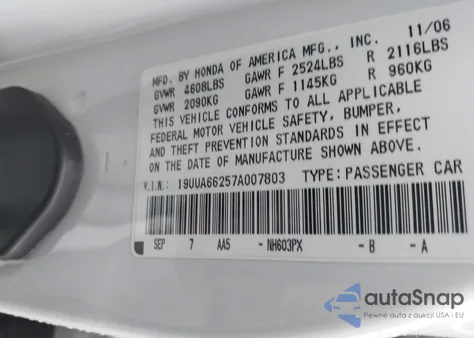 MFD. BY HONDA OF AMERICA MFG., INC. 11/06
GVWR 4608LBS GAWR F 2524LBS R 2116LBS
GVWR 2090KG GAWR F 1145KG R 960KG
THIS VEHICLE CONFORMS TO ALL APPLICABLE
FEDERAL MOTOR VEHICLE SAFETY, BUMPER,
AND THEFT PREVENTION STANDARDS IN EFFECT
ON THE DATE OF MANUFACTURE SHOWN ABOVE.
V.I.N.: 19UUA66257A007803 TYPE: PASSENGER CAR
SEP 7 AA5 -NH603PX -B -A
autoSnap
Pewne auta z aukcji USA i EU